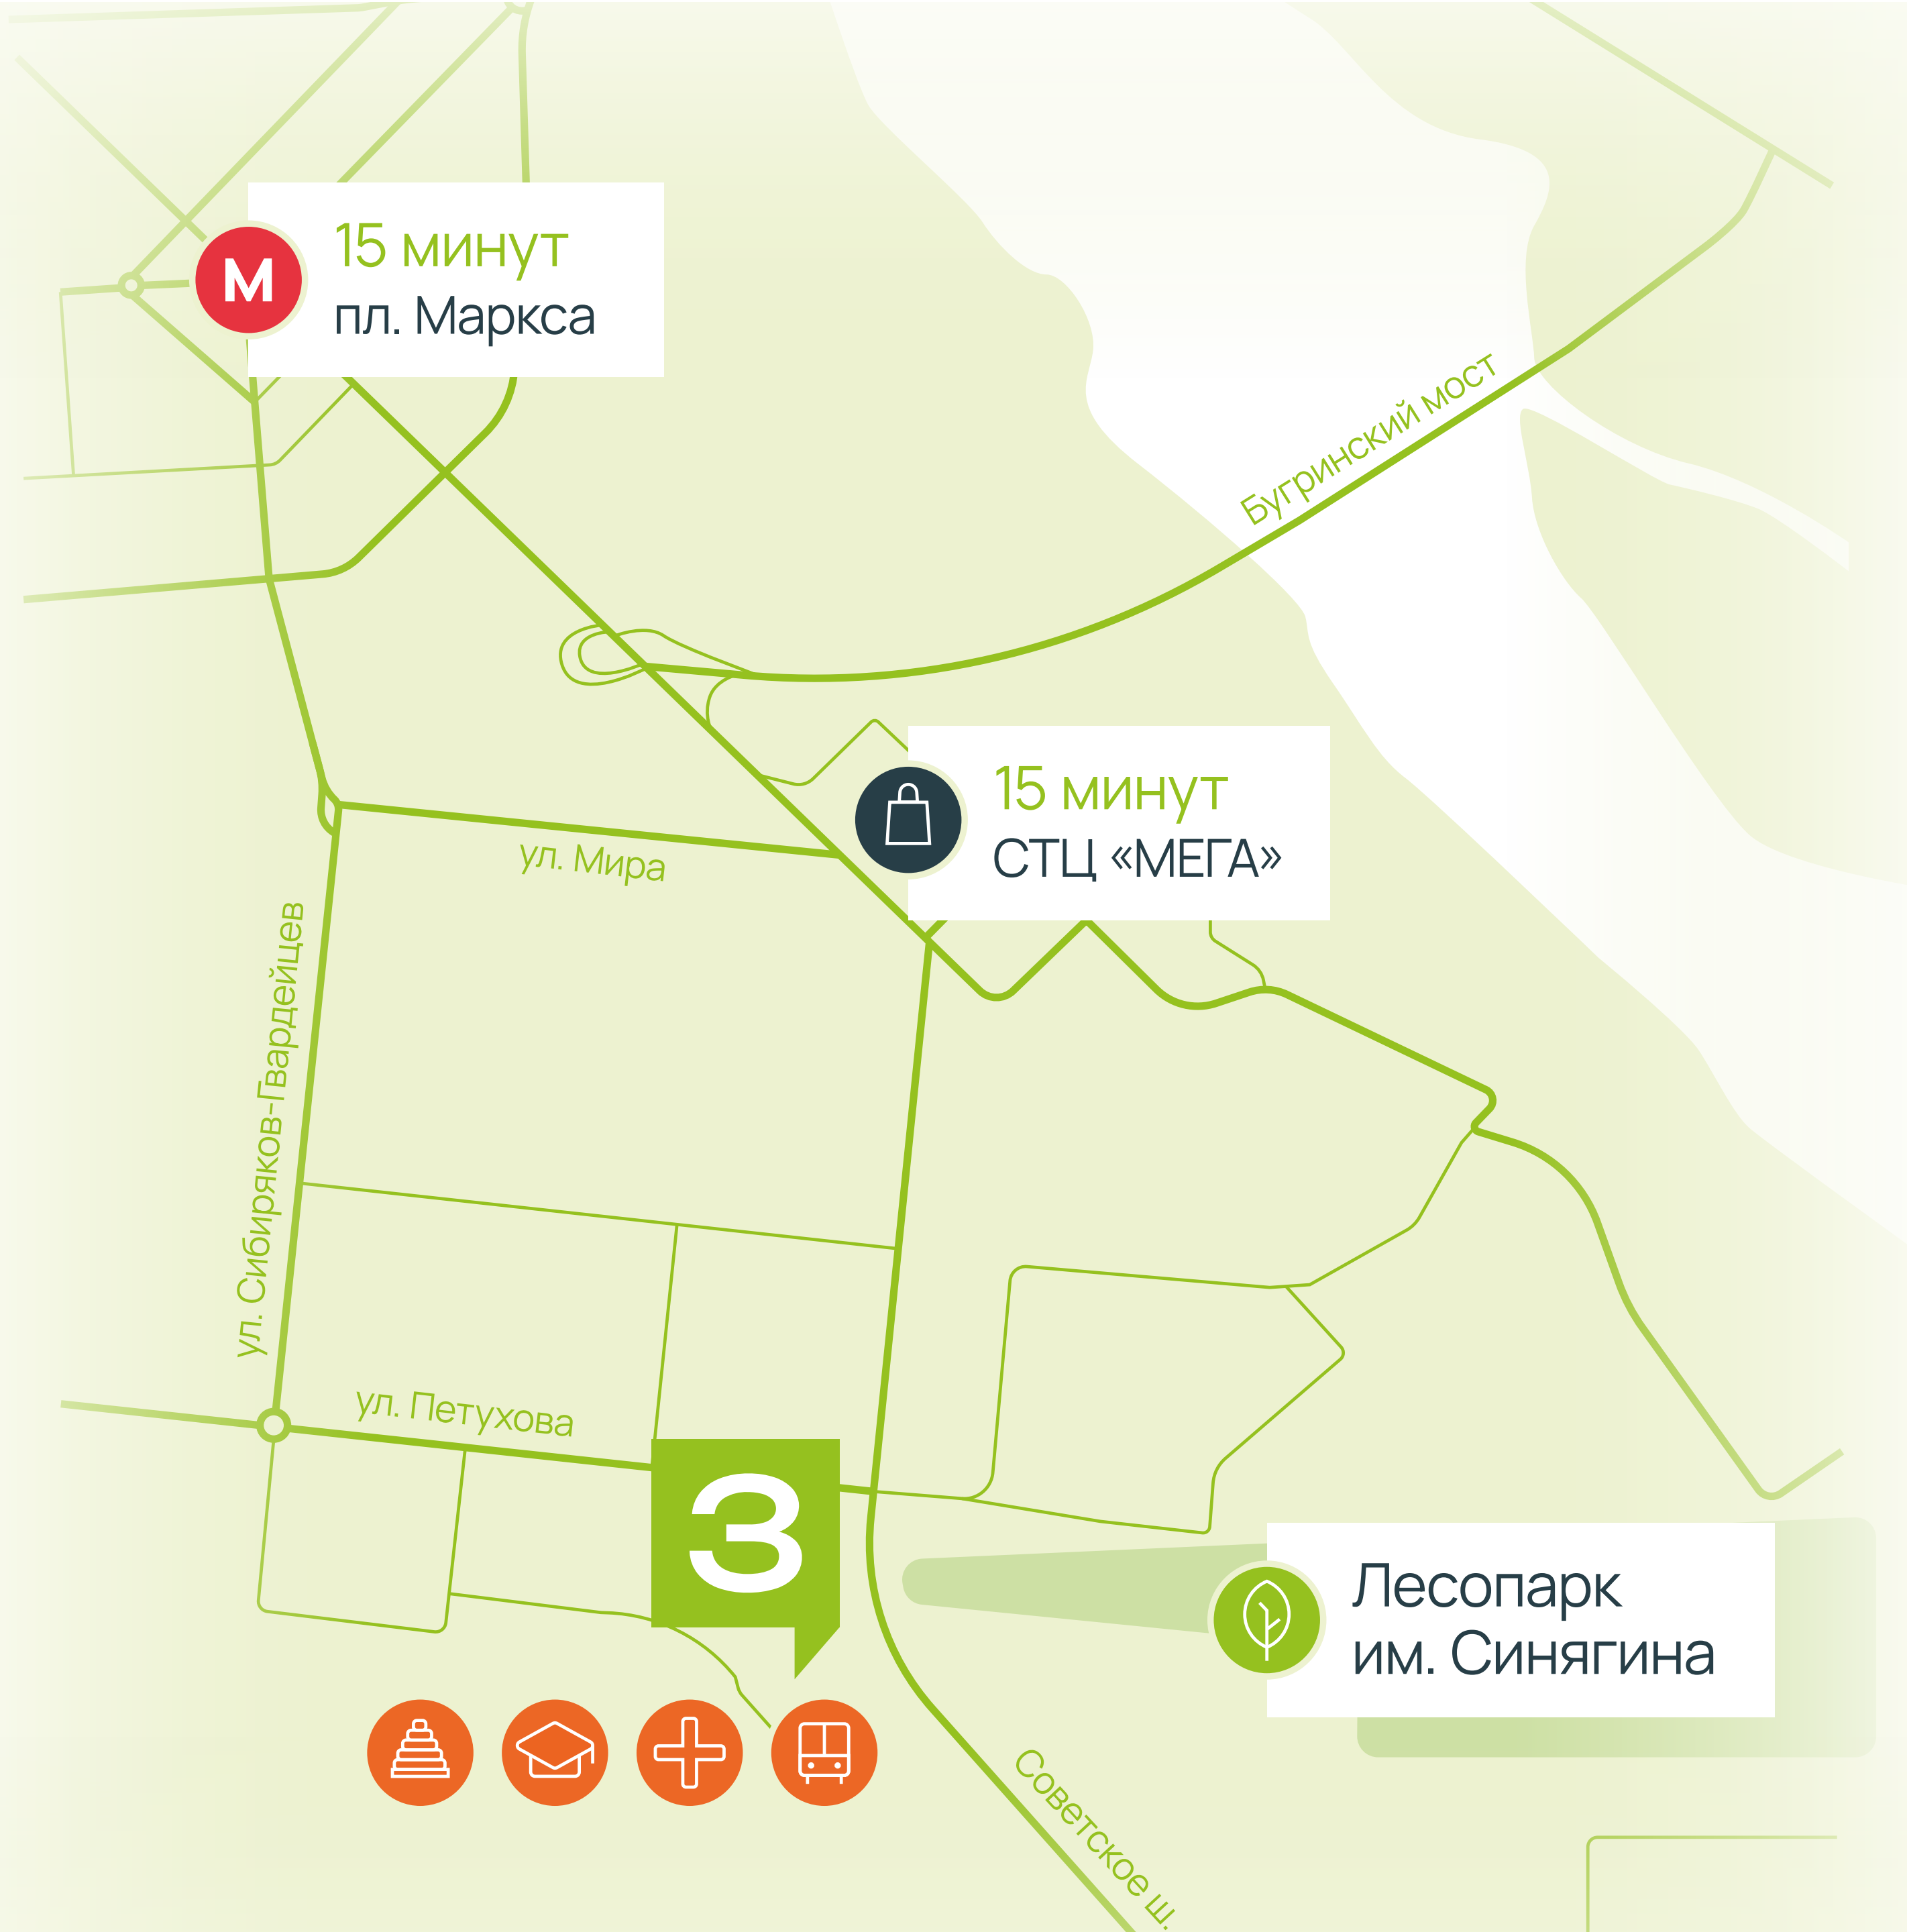 М
15 минут
пл. Маркса
Бугринский мост
15 минут
СТЦ «МЕГА»
ул. Мира
ул. Сибиряков-Гвардейцев
ул. Петухова
3
Лесопарк
им. Синягина
Советское ш.